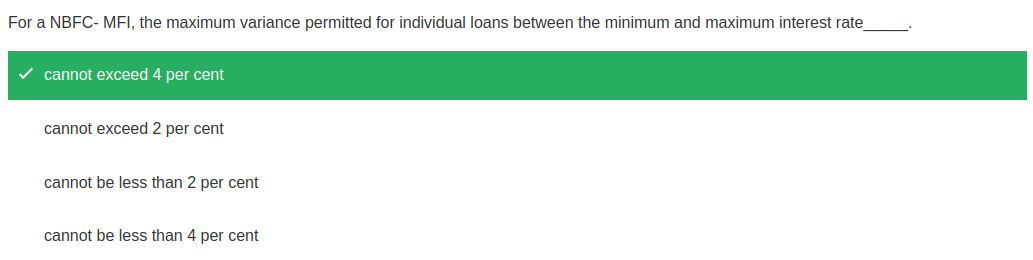 For a NBFC- MFI, the maximum variance permitted for individual loans between the minimum and maximum interest rate_____.
cannot exceed 4 per cent
cannot exceed 2 per cent
cannot be less than 2 per cent
cannot be less than 4 per cent